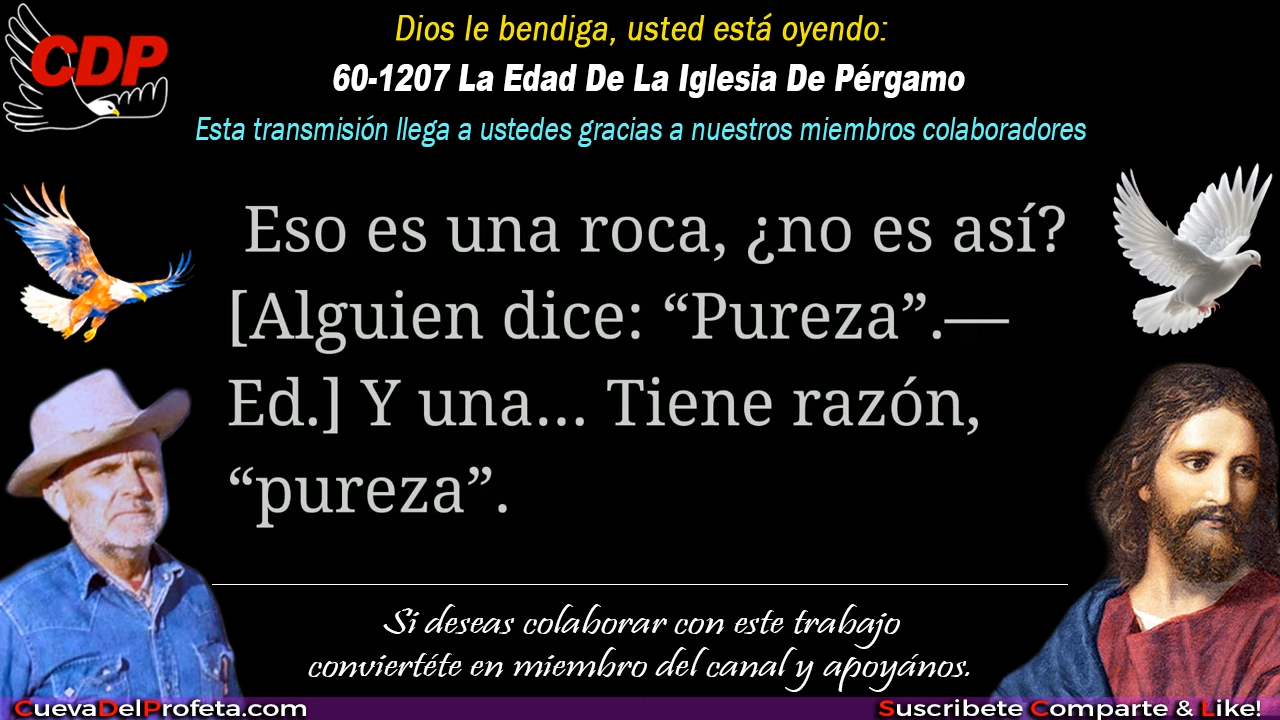 CDP
Dios le bendiga, usted está oyendo:
60-1207 La Edad De La Iglesia De Pérgamo
Esta transmisión llega a ustedes gracias a nuestros miembros colaboradores
Eso es una roca, ¿no es así?
[Alguien dice: “Pureza”.—
Ed.] Y una… Tiene razón,
“pureza”.
Si deseas colaborar con este trabajo
conviertéte en miembro del canal y apoyános.
CuevaDelProfeta.com
Suscribete Comparte & Like!